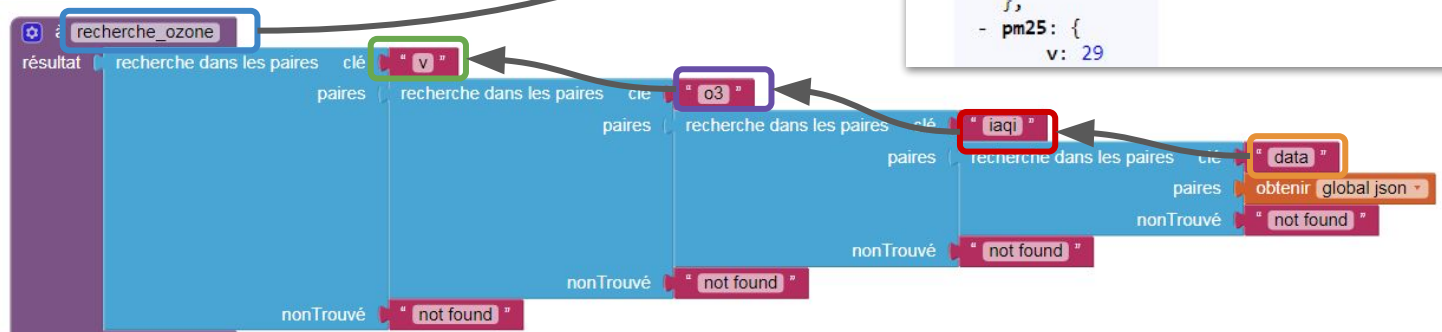 },
- pm25: {
v: 29
à recherche_ozone
résultat recherche dans les paires clé " v "
paires recherche dans les paires clé " o3 "
paires recherche dans les paires clé " iaqi "
paires recherche dans les paires clé " data "
paires obtenir global json
nonTrouvé " not found "
nonTrouvé " not found "
nonTrouvé " not found "
nonTrouvé " not found "